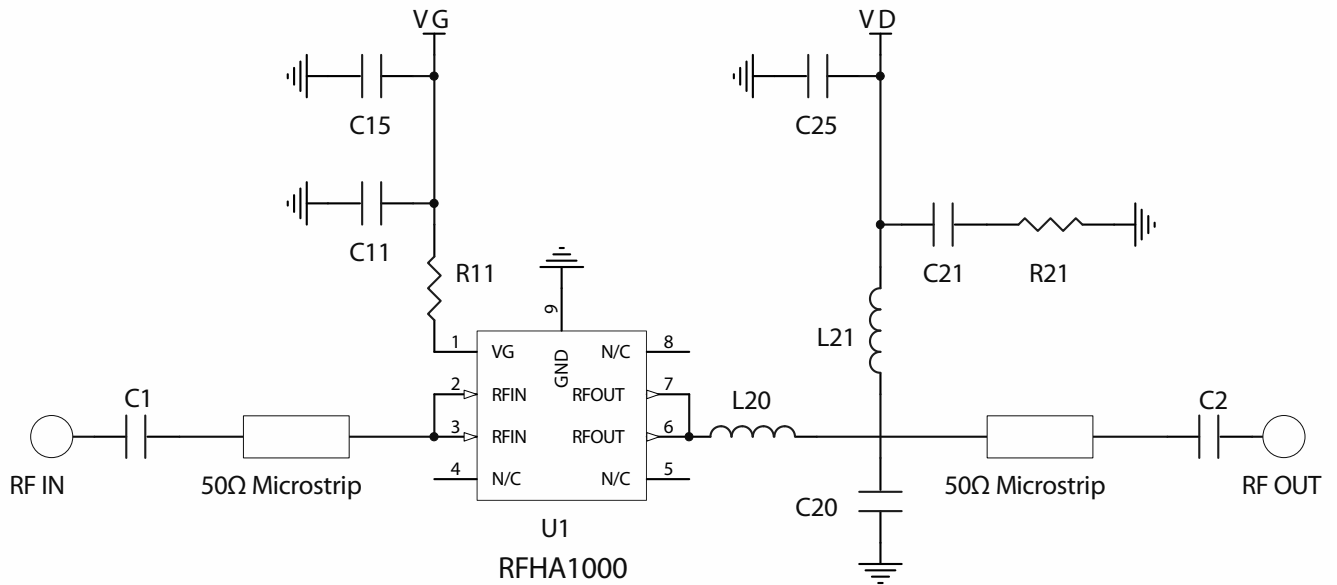 VG
VD
C15
C25
C11
R11
C21
R21
9
L21
1
VG
GND
N/C
8
C1
2
RFIN
RFOUT
7
L20
C2
3
RFIN
RFOUT
6
RF IN
50Ω Microstrip
4
N/C
N/C
5
50Ω Microstrip
RF OUT
C20
U1
RFHA1000